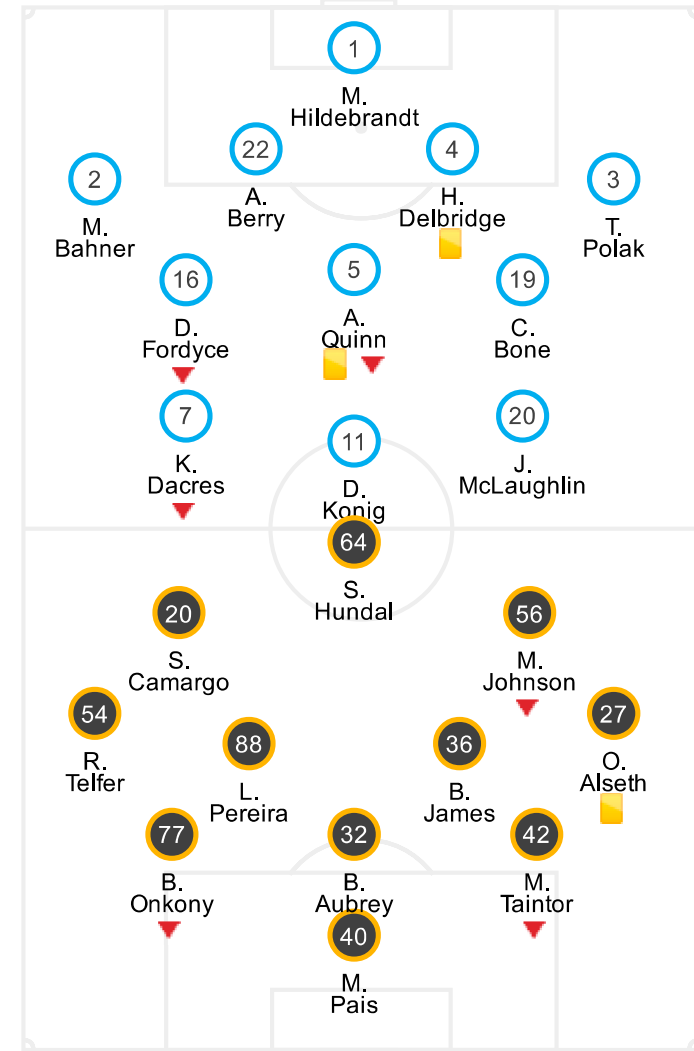 1
M.
Hildebrandt
22
A.
Berry
4
H.
Delbridge
2
M.
Bahner
3
T.
Polak
16
D.
Fordyce
5
A.
Quinn
19
C.
Bone
7
K.
Dacres
11
D.
Konig
20
J.
McLaughlin
64
S.
Hundal
20
S.
Camargo
56
M.
Johnson
54
R.
Telfer
88
L.
Pereira
36
B.
James
27
O.
Alseth
77
B.
Onkony
32
B.
Aubrey
42
M.
Taintor
40
M.
Pais